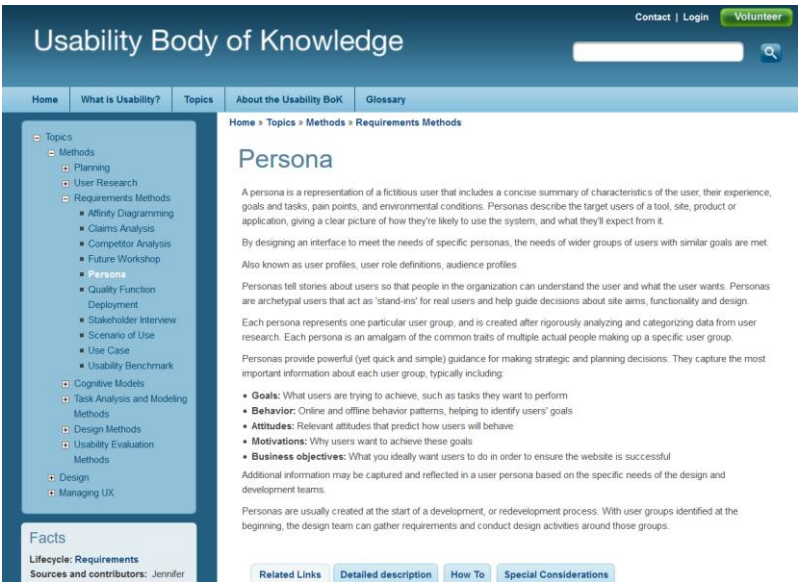 Contact | Login Volunteer
Usability Body of Knowledge
Home What is Usability? Topics About the Usability BoK Glossary
Home » Topics » Methods » Requirements Methods
Topics
Methods
Planning
User Research
Requirements Methods
Affinity Diagramming
Claims Analysis
Competitor Analysis
Future Workshop
Persona
Quality Function
Deployment
Stakeholder Interview
Scenario of Use
Use Case
Usability Benchmark
Cognitive Models
Task Analysis and Modeling
Methods
Design Methods
Usability Evaluation
Methods
Design
Managing UX
Facts
Lifecycle: Requirements
Sources and contributors: Jennifer
Persona
A persona is a representation of a fictitious user that includes a concise summary of characteristics of the user, their experience,
goals and tasks, pain points, and environmental conditions. Personas describe the target users of a tool, site, product or
application, giving a clear picture of how they're likely to use the system, and what they'll expect from it.
By designing an interface to meet the needs of specific personas, the needs of wider groups of users with similar goals are met.
Also known as user profiles, user role definitions, audience profiles.
Personas tell stories about users so that people in the organization can understand the user and what the user wants. Personas
are archetypal users that act as 'stand-ins' for real users and help guide decisions about site aims, functionality and design.
Each persona represents one particular user group, and is created after rigorously analyzing and categorizing data from user
research. Each persona is an amalgam of the common traits of multiple actual people making up a specific user group.
Personas provide powerful (yet quick and simple) guidance for making strategic and planning decisions. They capture the most
important information about each user group, typically including:
• Goals: What users are trying to achieve, such as tasks they want to perform
• Behavior: Online and offline behavior patterns, helping to identify users' goals
• Attitudes: Relevant attitudes that predict how users will behave
• Motivations: Why users want to achieve these goals
• Business objectives: What you ideally want users to do in order to ensure the website is successful
Additional information may be captured and reflected in a user persona based on the specific needs of the design and
development teams.
Personas are usually created at the start of a development, or redevelopment process. With user groups identified at the
beginning, the design team can gather requirements and conduct design activities around those groups.
Related Links Detailed description How To Special Considerations